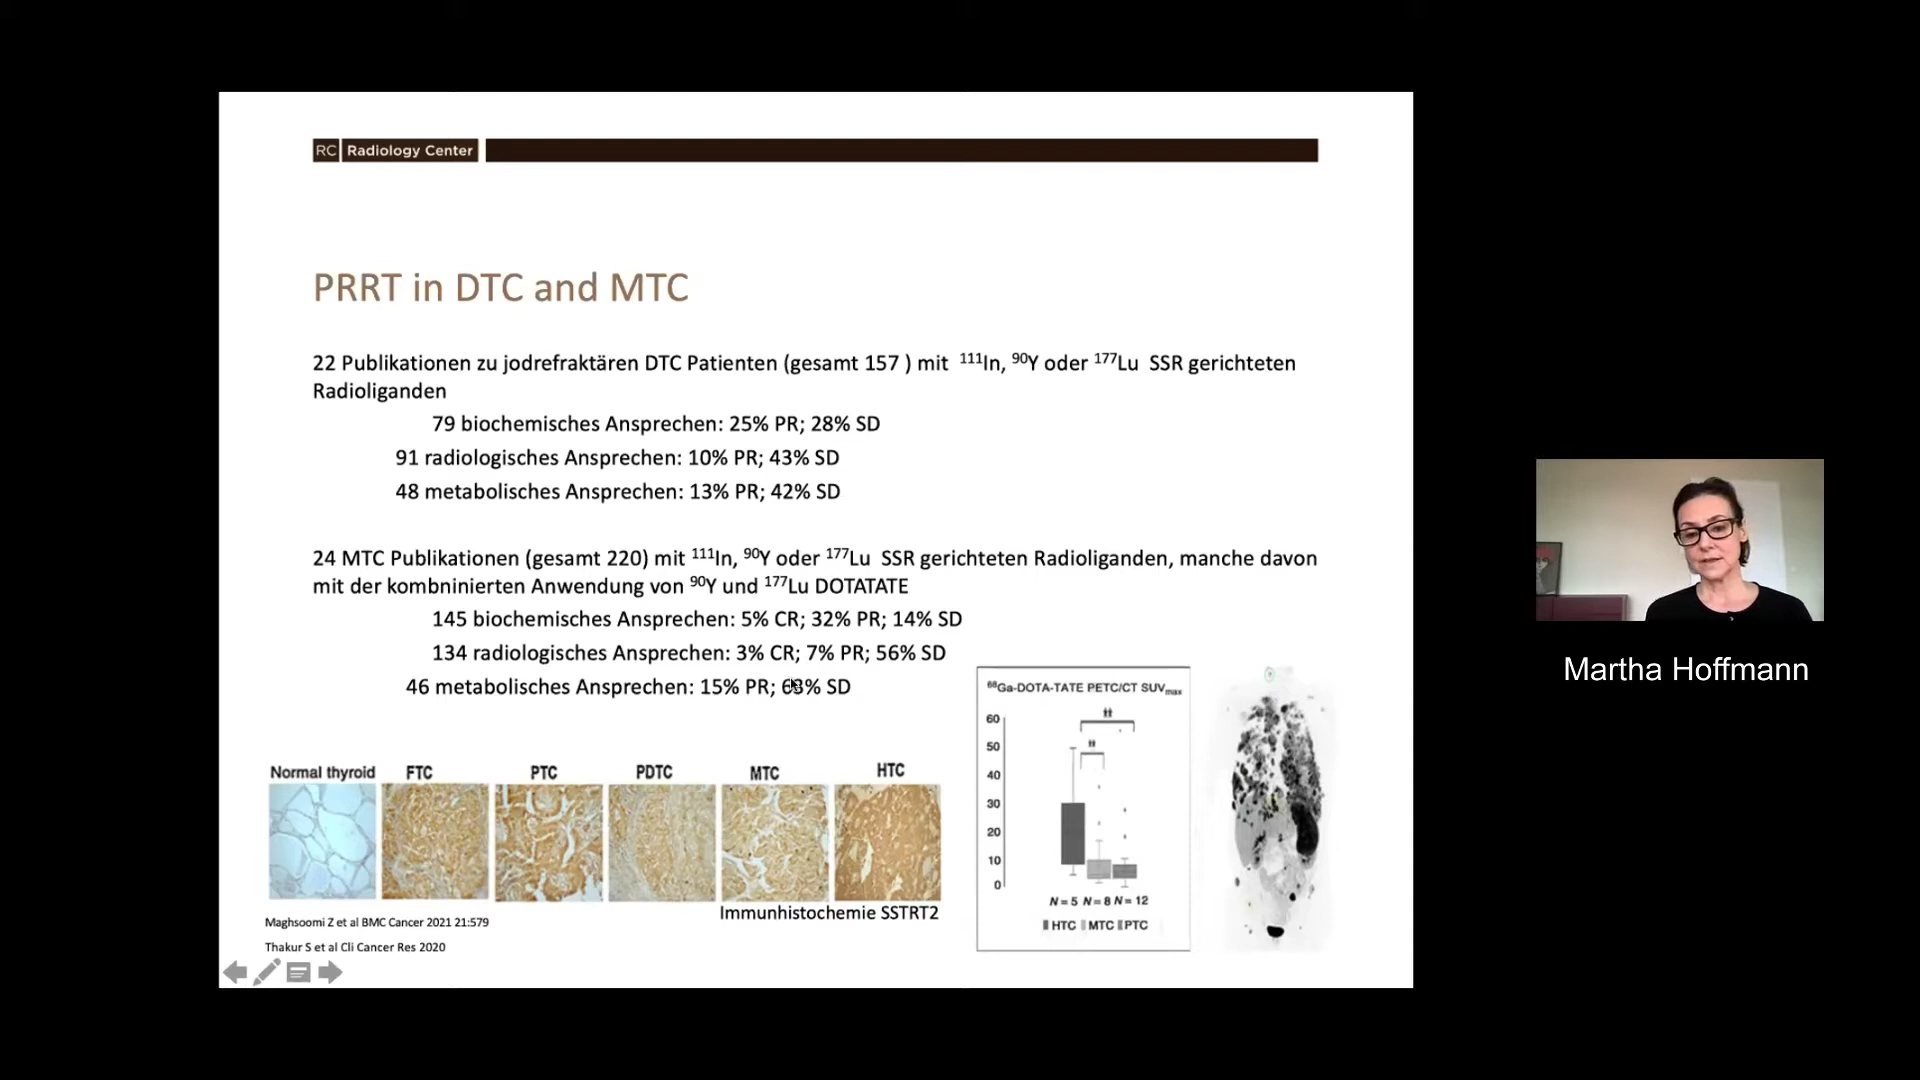 RC Radiology Center
PRRT in DTC and MTC
22 Publikationen zu jodrefraktären DTC Patienten (gesamt 157 ) mit ¹¹¹In, ⁹⁰Y oder ¹⁷⁷Lu SSR gerichteten
Radioliganden
79 biochemisches Ansprechen: 25% PR; 28% SD
91 radiologisches Ansprechen: 10% PR; 43% SD
48 metabolisches Ansprechen: 13% PR; 42% SD
24 MTC Publikationen (gesamt 220) mit ¹¹¹In, ⁹⁰Y oder ¹⁷⁷Lu SSR gerichteten Radioliganden, manche davon
mit der kombninierten Anwendung von ⁹⁰Y und ¹⁷⁷Lu DOTATATE
145 biochemisches Ansprechen: 5% CR; 32% PR; 14% SD
134 radiologisches Ansprechen: 3% CR; 7% PR; 56% SD
46 metabolisches Ansprechen: 15% PR; SD
Normal thyroid FTC PTC PDTC MTC HTC
Immunhistochemie SSTRT2
Maghsoomi Z et al BMC Cancer 2021 21:579
Thakur S et al Cli Cancer Res 2020
⁶⁸Ga-DOTA-TATE PETC/CT SUVmax
60
50
40
30
20
10
0
N = 5 N = 8 N = 12
HTC MTC PTC
Martha Hoffmann